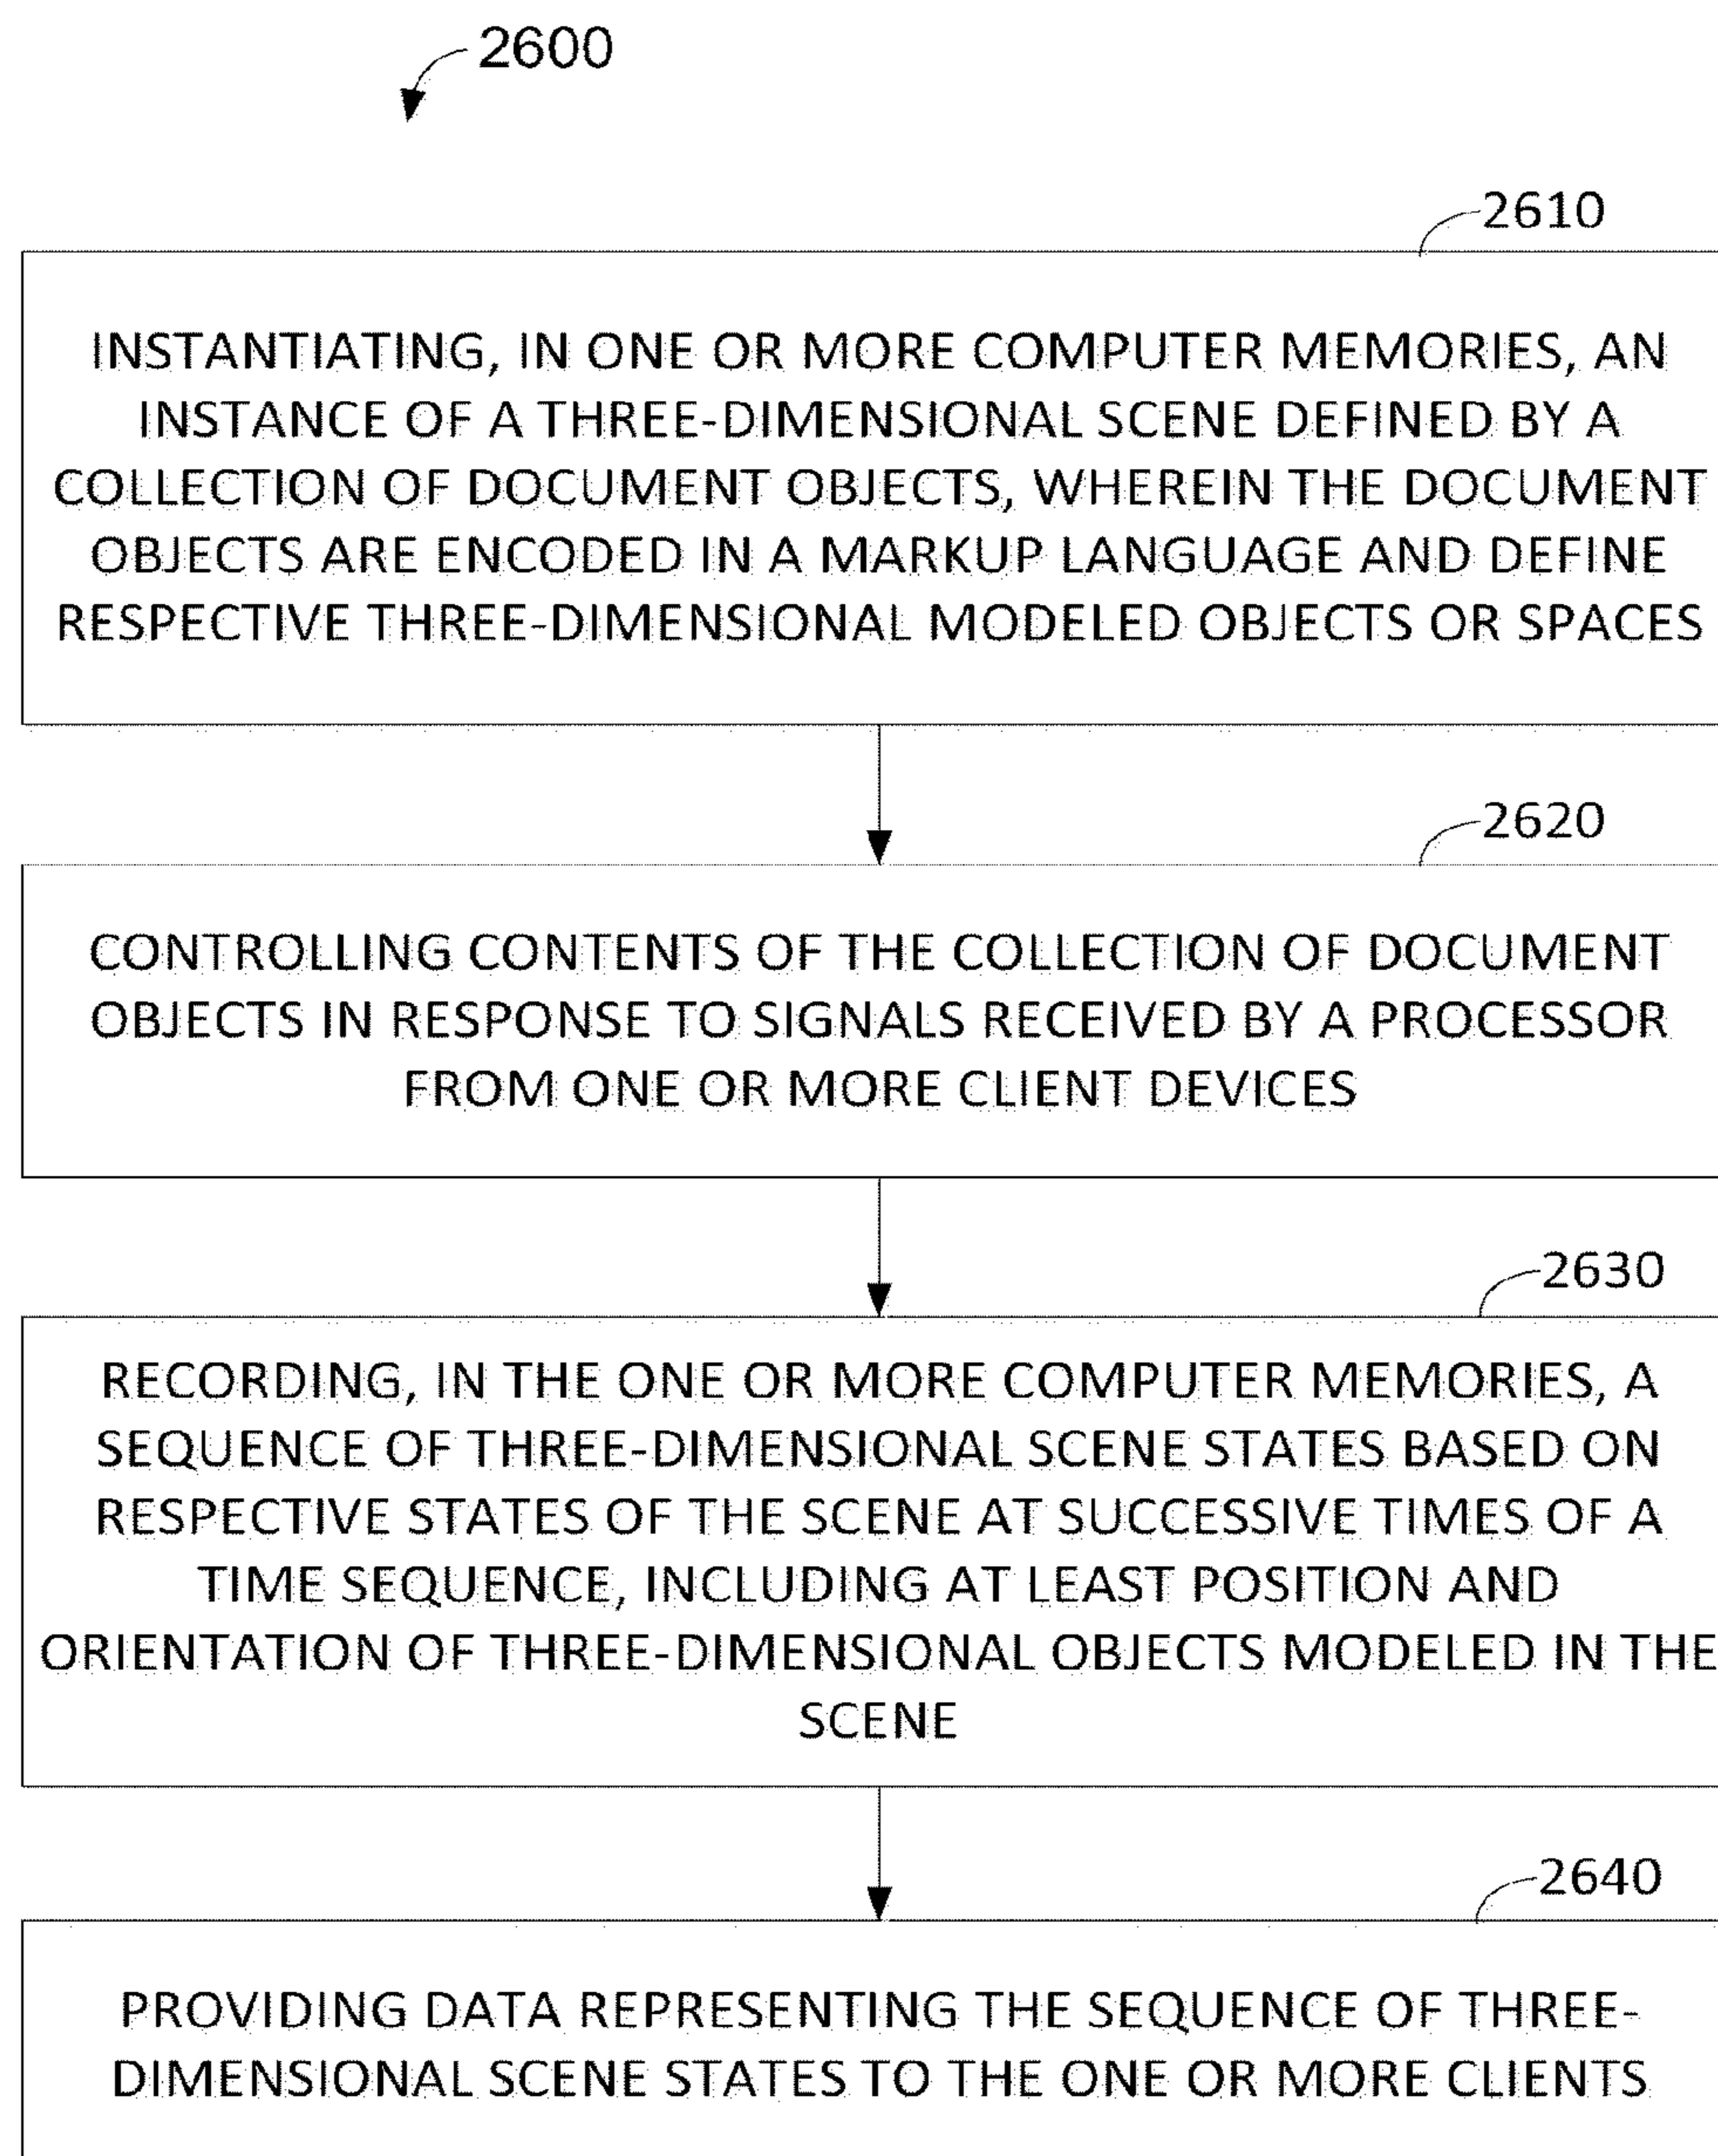 2600
2610
INSTANTIATING, IN ONE OR MORE COMPUTER MEMORIES, AN
INSTANCE OF A THREE-DIMENSIONAL SCENE DEFINED BY A
COLLECTION OF DOCUMENT OBJECTS, WHEREIN THE DOCUMENT
OBJECTS ARE ENCODED IN A MARKUP LANGUAGE AND DEFINE
RESPECTIVE THREE-DIMENSIONAL MODELED OBJECTS OR SPACES
2620
CONTROLLING CONTENTS OF THE COLLECTION OF DOCUMENT
OBJECTS IN RESPONSE TO SIGNALS RECEIVED BY A PROCESSOR
FROM ONE OR MORE CLIENT DEVICES
2630
RECORDING, IN THE ONE OR MORE COMPUTER MEMORIES, A
SEQUENCE OF THREE-DIMENSIONAL SCENE STATES BASED ON
RESPECTIVE STATES OF THE SCENE AT SUCCESSIVE TIMES OF A
TIME SEQUENCE, INCLUDING AT LEAST POSITION AND
ORIENTATION OF THREE-DIMENSIONAL OBJECTS MODELED IN THE
SCENE
2640
PROVIDING DATA REPRESENTING THE SEQUENCE OF THREE-
DIMENSIONAL SCENE STATES TO THE ONE OR MORE CLIENTS